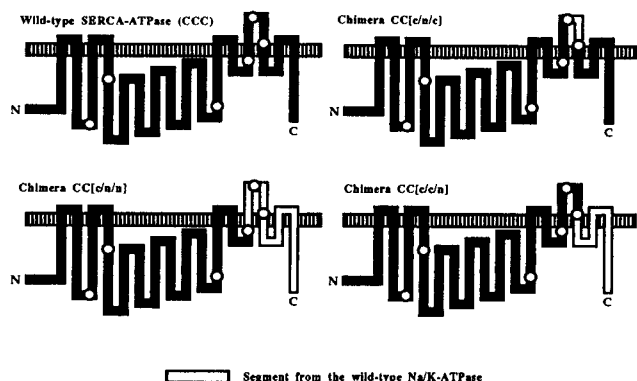 Wild-type SERCA-ATPase (CCC)
Chimera CC[c/n/c]
N
C
N
C
Chimera CC[c/n/n}
Chimera CC[c/c/n]
N
C
N
C
Segment from the wild-type Na/K-ATPase